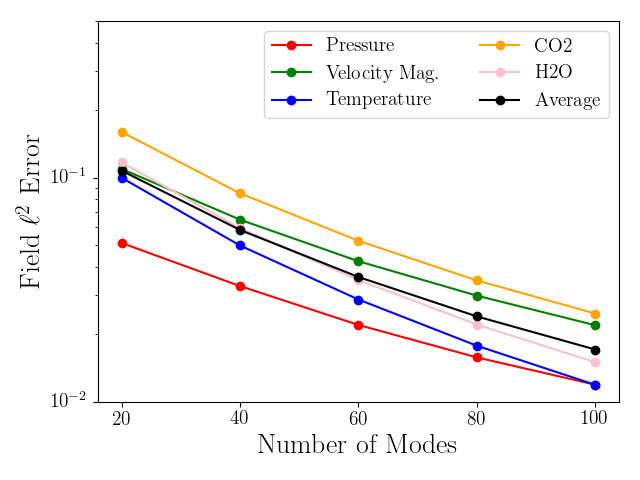 Pressure
Velocity Mag.
Temperature
CO2
H2O
Average
Field ℓ² Error
10⁻¹
10⁻²
20 40 60 80 100
Number of Modes